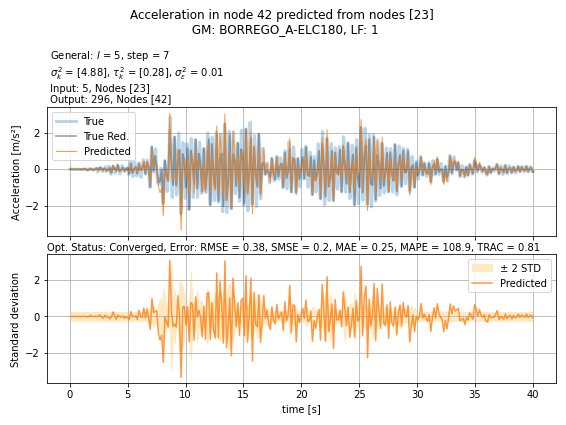 Acceleration in node 42 predicted from nodes [23]
GM: BORREGO_A-ELC180, LF: 1
General: l = 5, step = 7
σ²ₖ = [4.88], τ²ₖ = [0.28], σ²ε = 0.01
Input: 5, Nodes [23]
Output: 296, Nodes [42]
True
True Red.
Predicted
Acceleration [m/s²]
2
0
−2
Opt. Status: Converged, Error: RMSE = 0.38, SMSE = 0.2, MAE = 0.25, MAPE = 108.9, TRAC = 0.81
± 2 STD
Predicted
Standard deviation
2
0
−2
0 5 10 15 20 25 30 35 40
time [s]